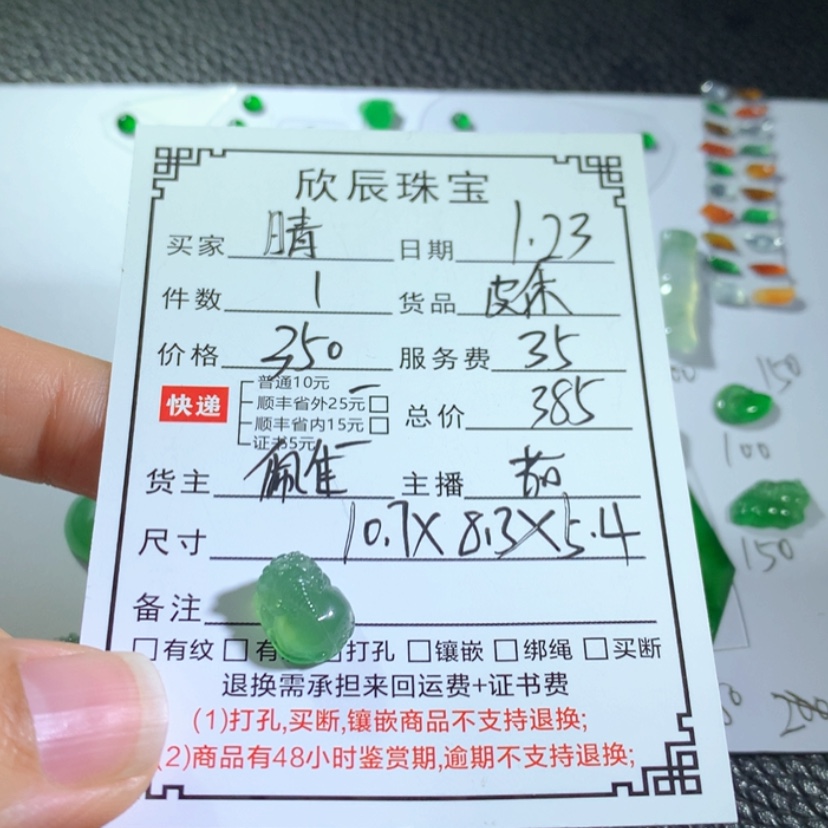 欣辰珠宝
买家 晴 日期 1.23
件数 1 货品 皮休
价格 350 服务费 35
快递
普通10元
顺丰省外25元
顺丰省内15元
证书5元
总价 385
货主 主播 茹
尺寸 10.7X8.3X5.4
备注
有纹 有 打孔 镶嵌 绑绳 买断
退换需承担来回运费+证书费
(1)打孔,买断,镶嵌商品不支持退换;
(2)商品有48小时鉴赏期,逾期不支持退换;
150
100
150